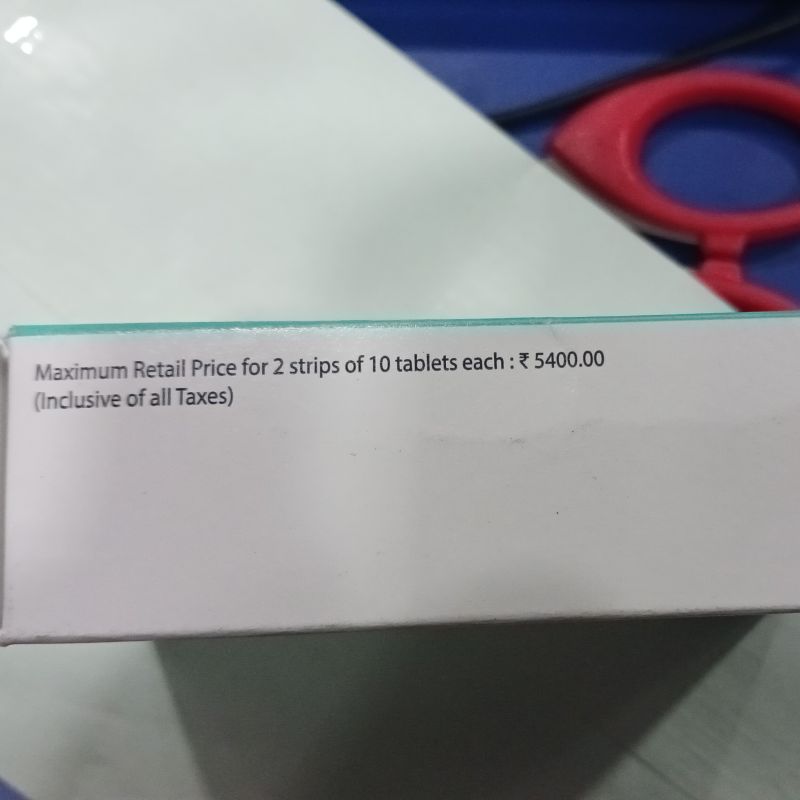 Maximum Retail Price for 2 strips of 10 tablets each : ₹ 5400.00
(Inclusive of all Taxes)